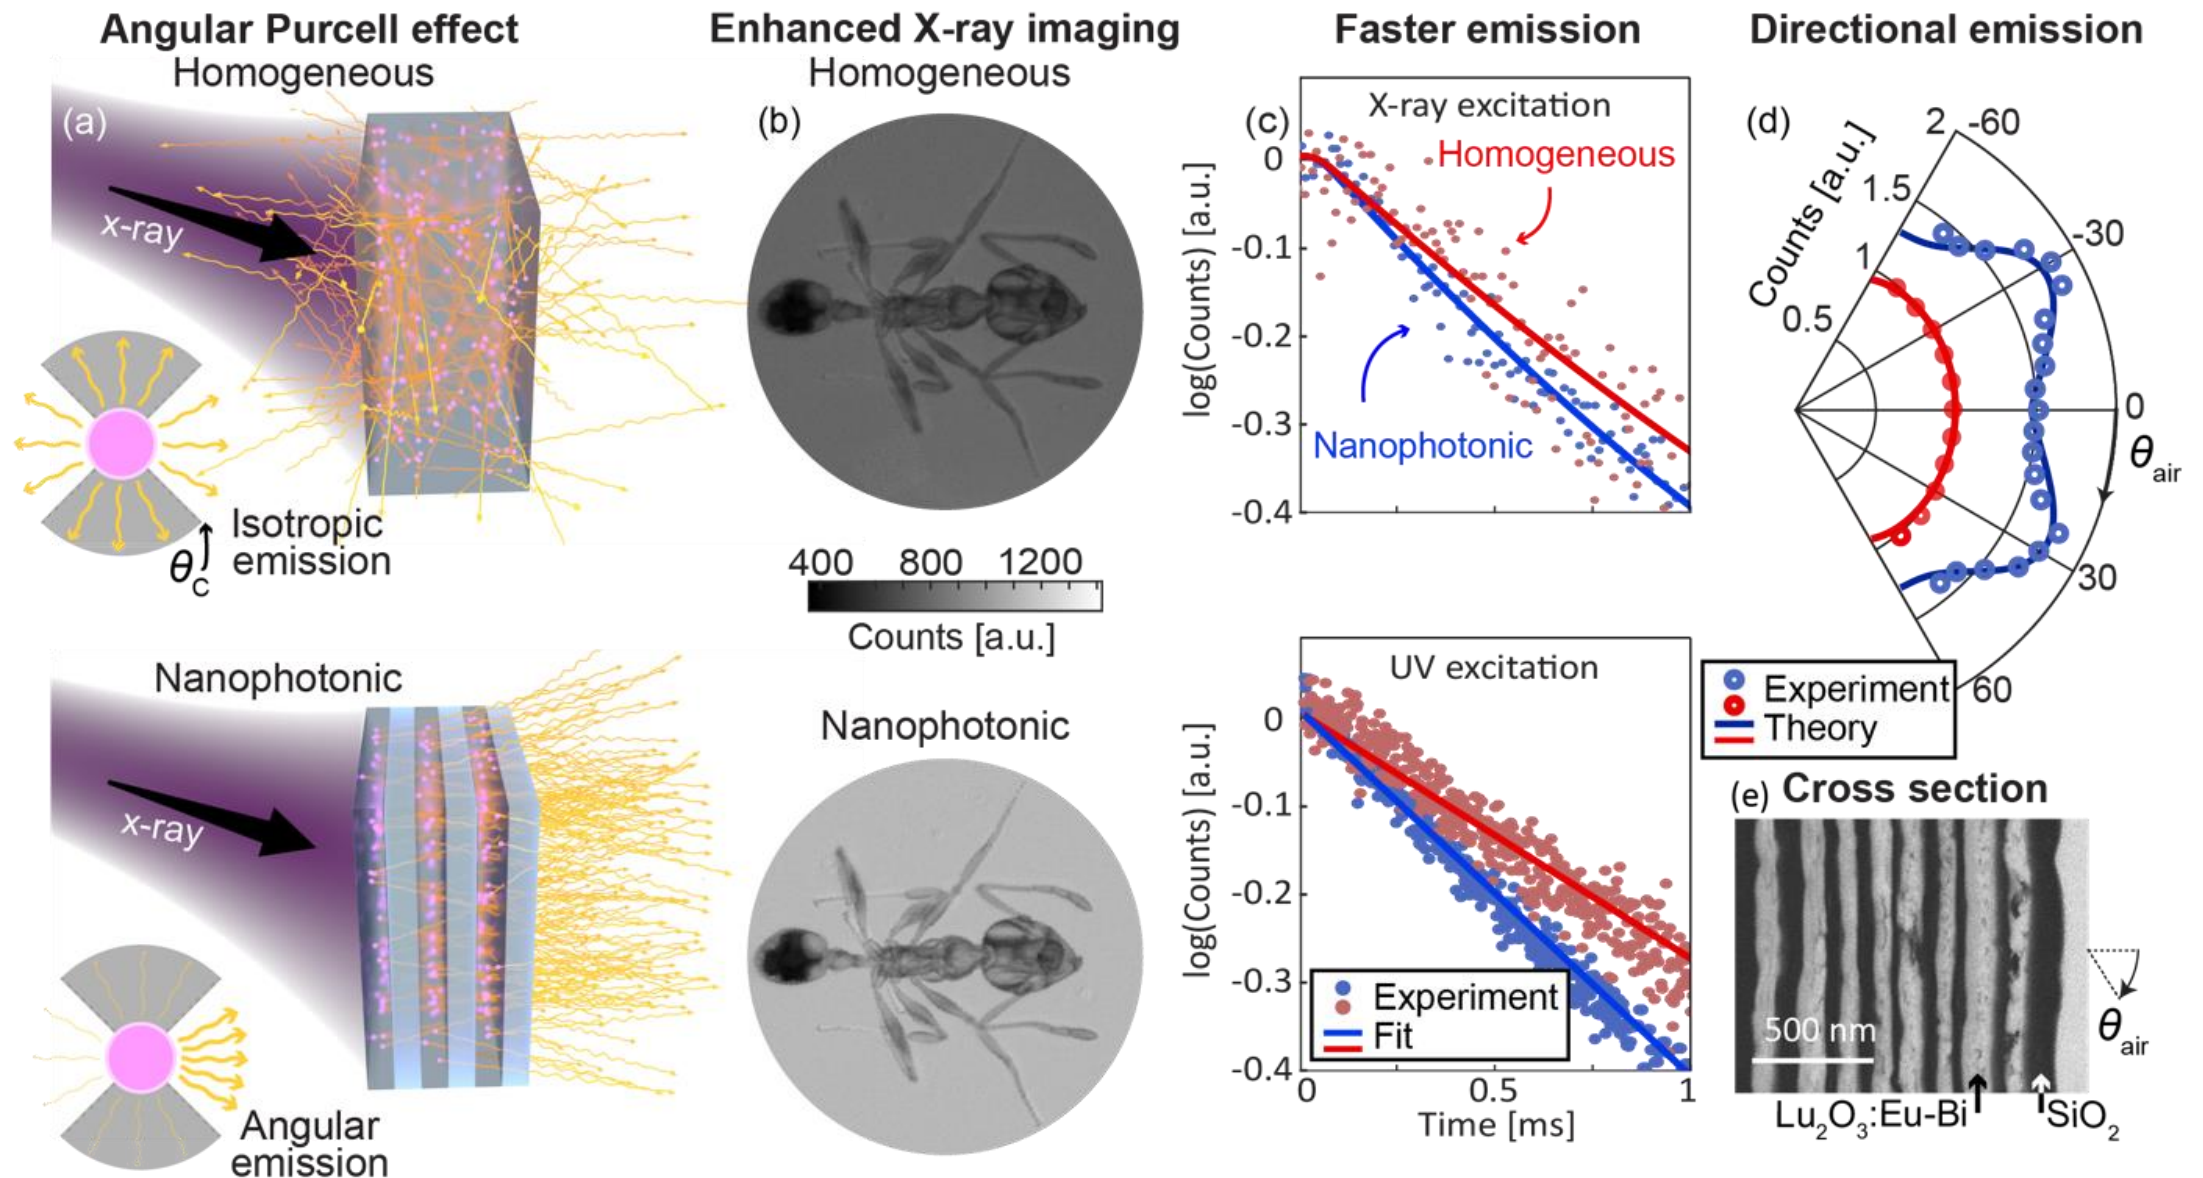 Angular Purcell effect
Homogeneous
(a)
x-ray
Isotropic
emission
θc
Nanophotonic
x-ray
Angular
emission
Enhanced X-ray imaging
Homogeneous
(b)
400 800 1200
Counts [a.u.]
Nanophotonic
Faster emission
(c)
X-ray excitation
Homogeneous
Nanophotonic
log(Counts) [a.u.]
0
-0.1
-0.2
-0.3
-0.4
UV excitation
log(Counts) [a.u.]
0
-0.1
-0.2
-0.3
-0.4
Experiment
Fit
0 0.5 1
Time [ms]
Directional emission
(d)
Counts [a.u.]
2
1.5
1
0.5
-60
-30
0
θair
30
60
Experiment
Theory
(e) Cross section
500 nm
θair
Lu₂O₃:Eu-Bi
SiO₂